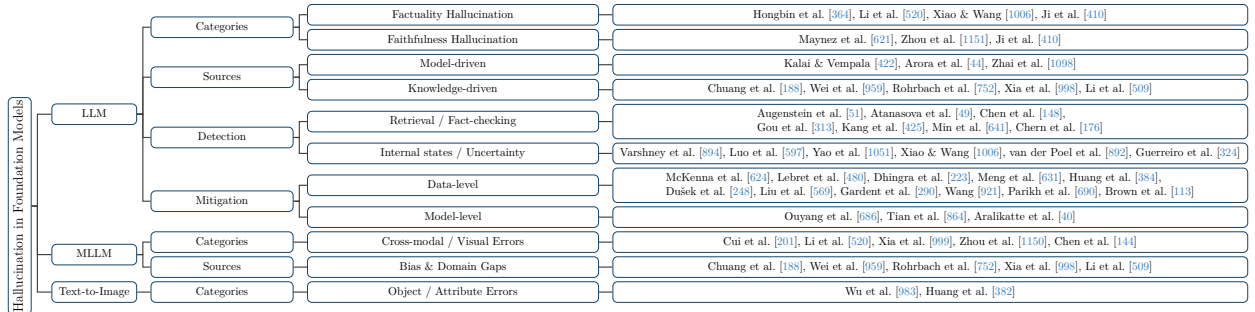 Hallucination in Foundation Models
LLM
Categories
Factuality Hallucination
Hongbin et al. [364], Li et al. [520], Xiao & Wang [1006], Ji et al. [410]
Faithfulness Hallucination
Maynez et al. [621], Zhou et al. [1151], Ji et al. [410]
Sources
Model-driven
Kalai & Vempala [422], Arora et al. [44], Zhai et al. [1098]
Knowledge-driven
Chuang et al. [188], Wei et al. [959], Rohrbach et al. [752], Xia et al. [998], Li et al. [509]
Detection
Retrieval / Fact-checking
Augenstein et al. [51], Atanasova et al. [49], Chen et al. [148],
Gou et al. [313], Kang et al. [425], Min et al. [641], Chern et al. [176]
Internal states / Uncertainty
Varshney et al. [894], Luo et al. [597], Yao et al. [1051], Xiao & Wang [1006], van der Poel et al. [892], Guerreiro et al. [324]
Mitigation
Data-level
McKenna et al. [624], Lebret et al. [480], Dhingra et al. [223], Meng et al. [631], Huang et al. [384],
Dušek et al. [248], Liu et al. [569], Gardent et al. [290], Wang [921], Parikh et al. [690], Brown et al. [113]
Model-level
Ouyang et al. [686], Tian et al. [864], Aralikatte et al. [40]
MLLM
Categories
Cross-modal / Visual Errors
Cui et al. [201], Li et al. [520], Xia et al. [999], Zhou et al. [1150], Chen et al. [144]
Sources
Bias & Domain Gaps
Chuang et al. [188], Wei et al. [959], Rohrbach et al. [752], Xia et al. [998], Li et al. [509]
Text-to-Image
Categories
Object / Attribute Errors
Wu et al. [983], Huang et al. [382]